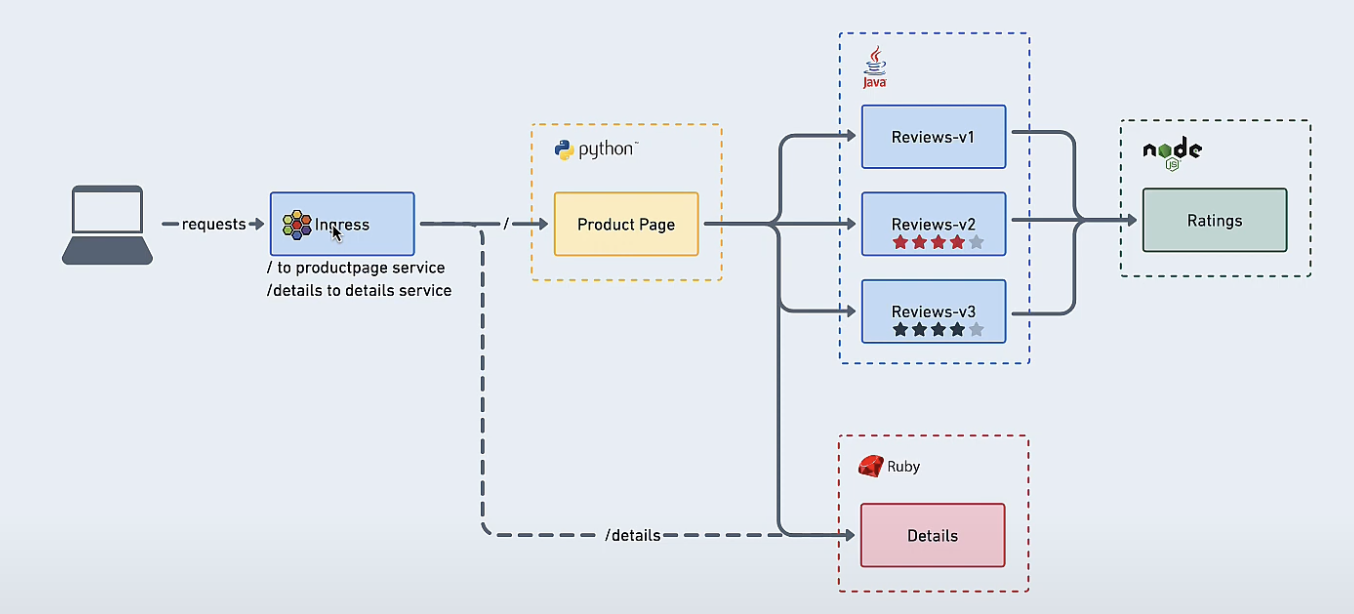 requests
Ingress
/ to productpage service
/details to details service
/
python™
Product Page
Java
Reviews-v1
Reviews-v2
Reviews-v3
node
JS
Ratings
/details
Ruby
Details